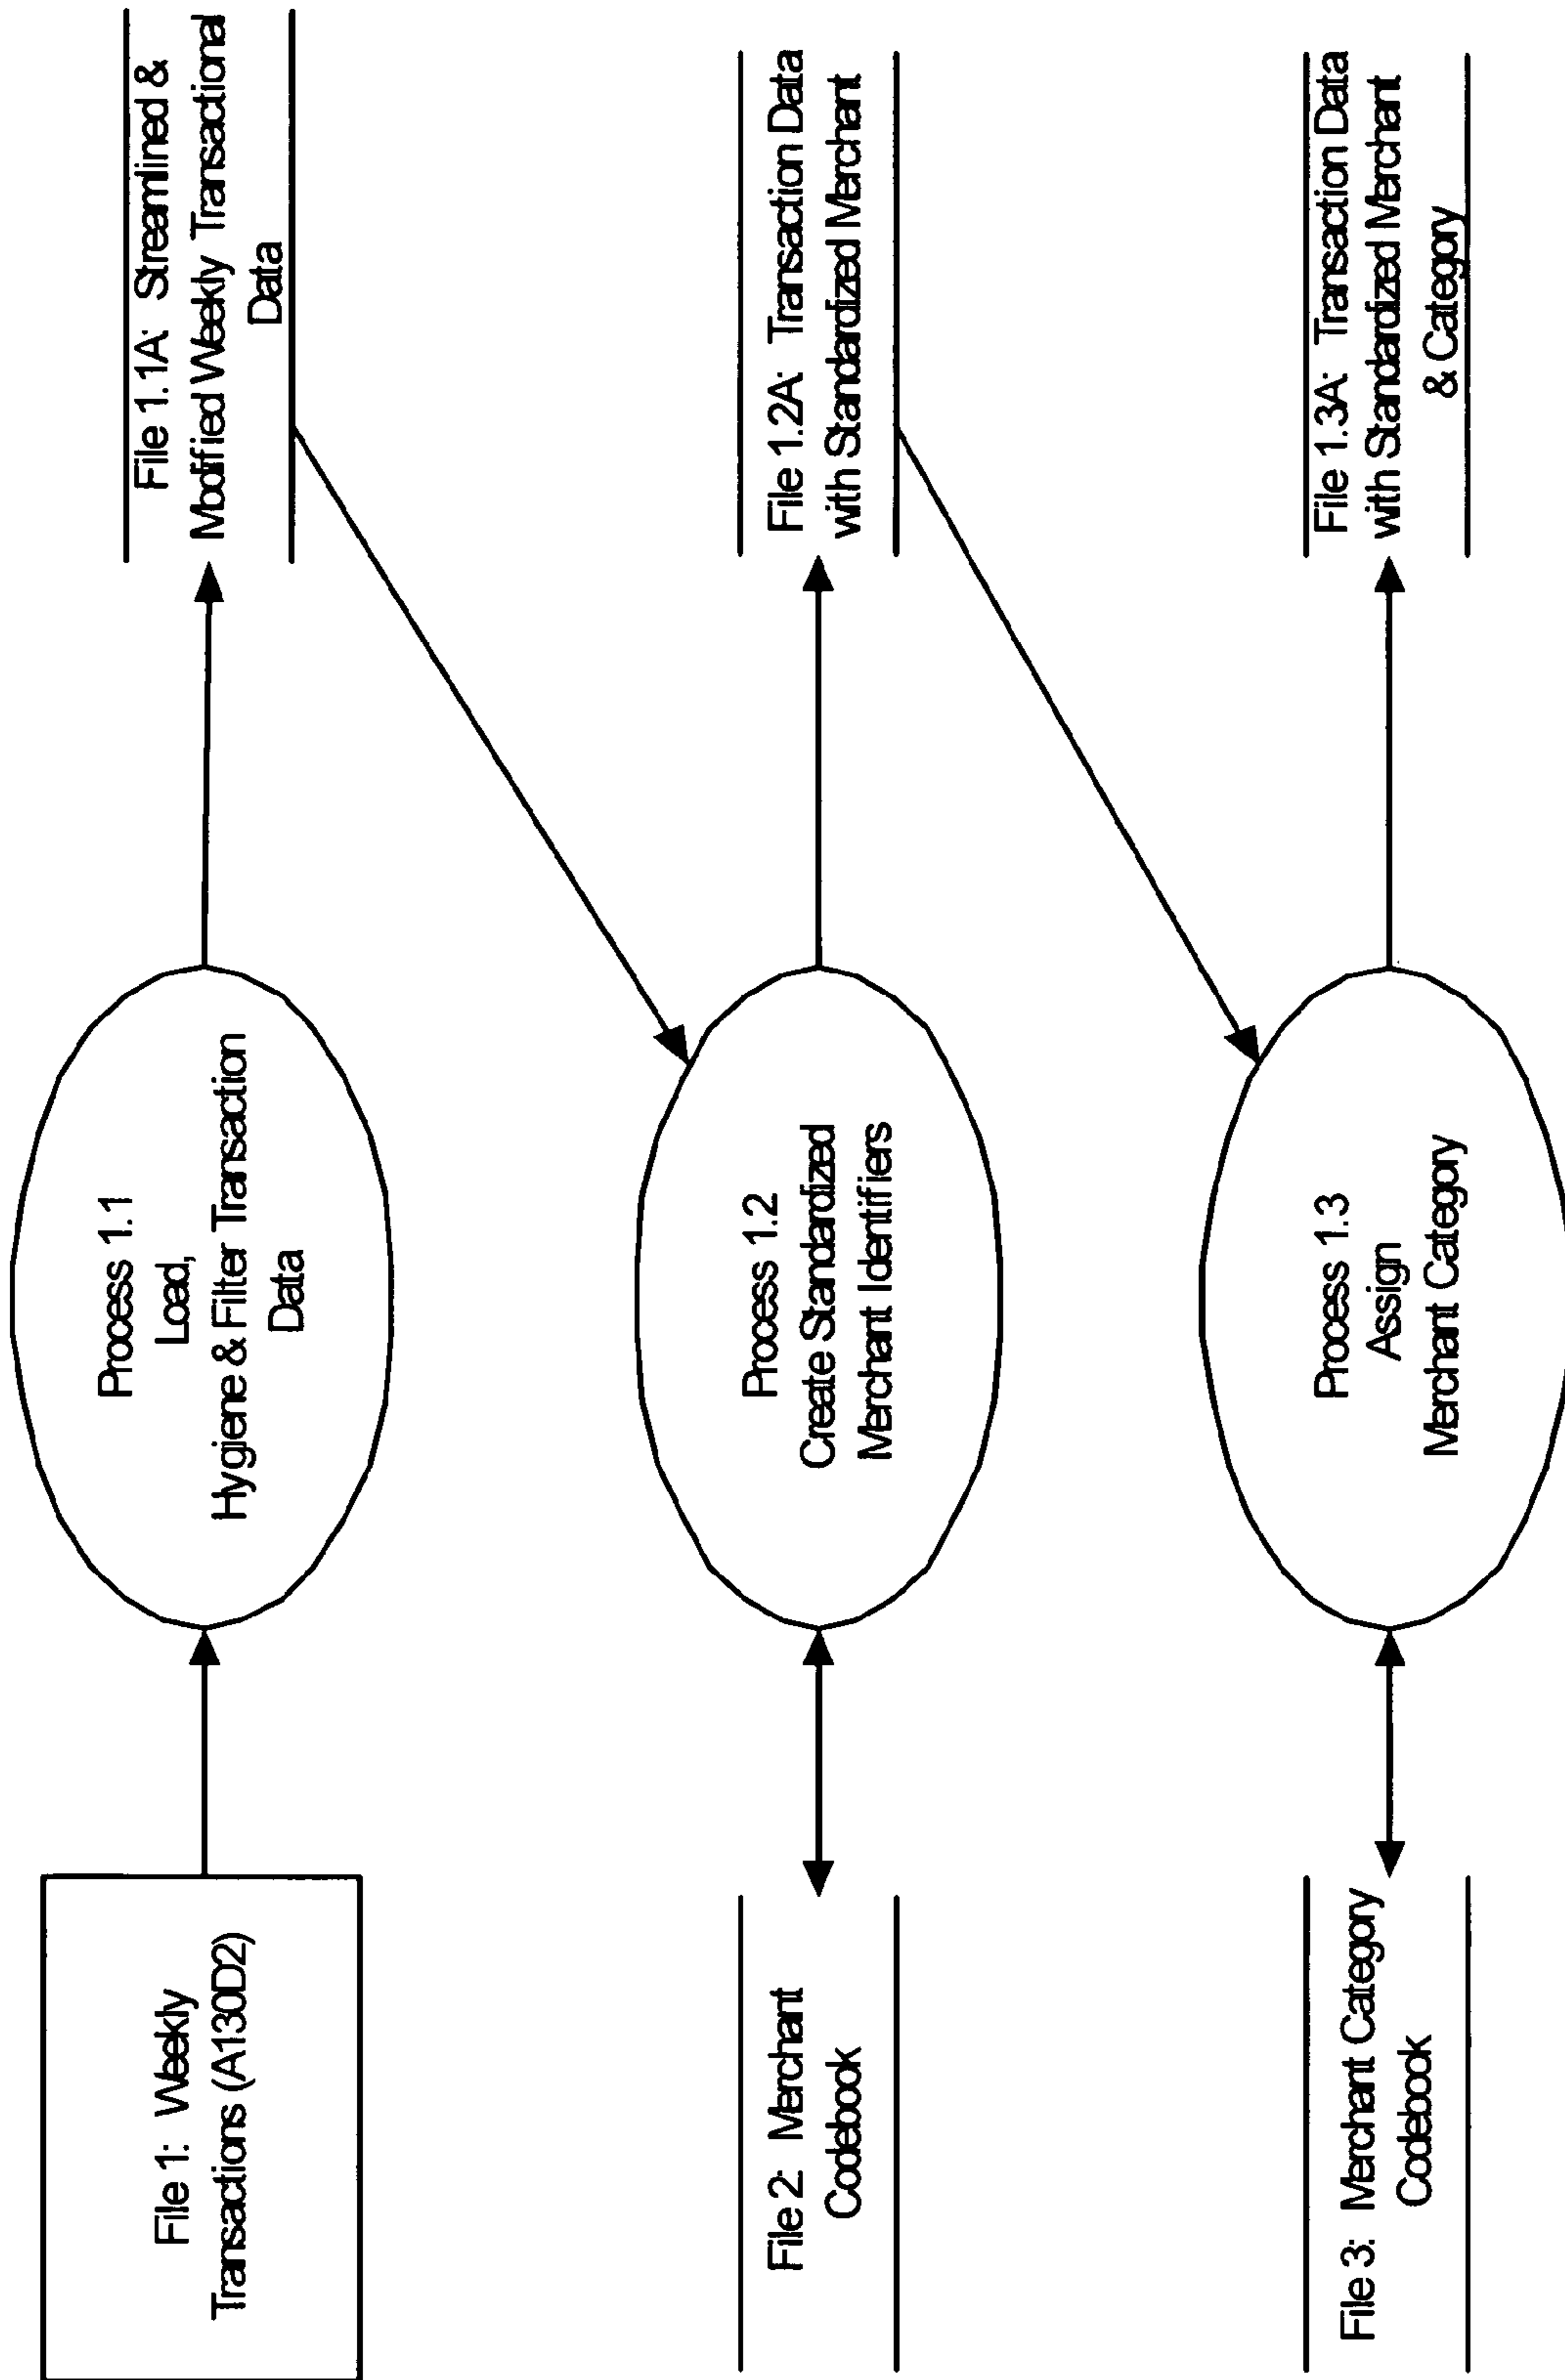 File 1:  Weekly
Transactions (A130D2)
Process 1.1
Load,
Hygiene & Filter Transaction
Data
File 1.1A:  Streamlined &
Modified Weekly Transactional
Data
File 2:  Merchant
Codebook
Process 1.2
Create Standardized
Merchant Identifiers
File 1.2A:  Transaction Data
with Standardized Merchant
File 3:  Merchant Category
Codebook
Process 1.3
Assign
Merchant Category
File 1.3A:  Transaction Data
with Standardized Merchant
& Category